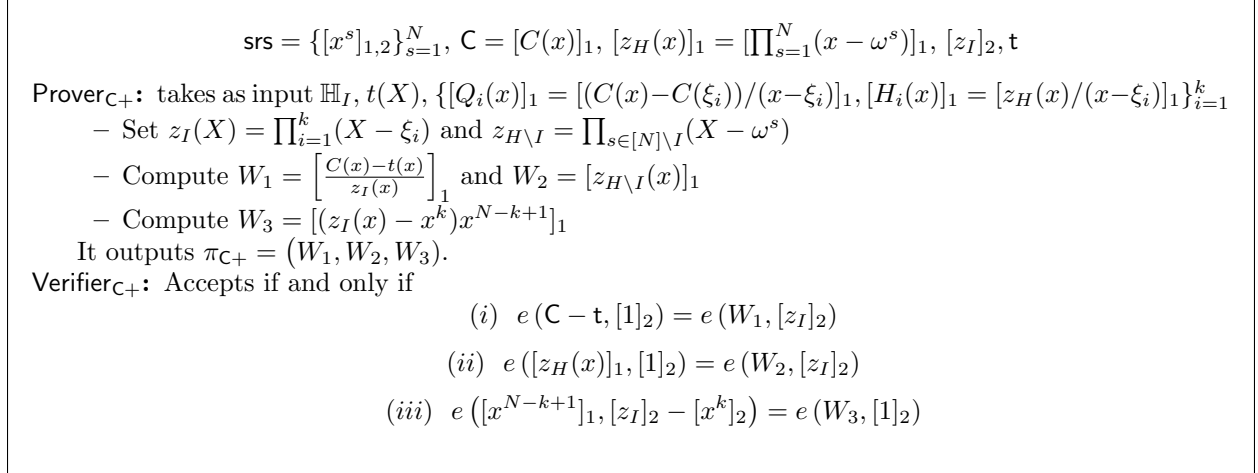 srs = {[x^s]_{1,2}}_{s=1}^N, C = [C(x)]_1, [z_H(x)]_1 = [∏_{s=1}^N (x − ω^s)]_1, [z_I]_2, t
Prover_{C+}: takes as input ℍ_I, t(X), {[Q_i(x)]_1 = [(C(x)−C(ξ_i))/(x−ξ_i)]_1, [H_i(x)]_1 = [z_H(x)/(x−ξ_i)]_1}_{i=1}^k
– Set z_I(X) = ∏_{i=1}^k (X − ξ_i) and z_{H\I} = ∏_{s∈[N]\I} (X − ω^s)
– Compute W_1 = [\frac{C(x)−t(x)}{z_I(x)}]_1 and W_2 = [z_{H\I}(x)]_1
– Compute W_3 = [(z_I(x) − x^k)x^{N−k+1}]_1
It outputs π_{C+} = (W_1, W_2, W_3).
Verifier_{C+}: Accepts if and only if
(i) e (C − t, [1]_2) = e (W_1, [z_I]_2)
(ii) e ([z_H(x)]_1, [1]_2) = e (W_2, [z_I]_2)
(iii) e ([x^{N−k+1}]_1, [z_I]_2 − [x^k]_2) = e (W_3, [1]_2)